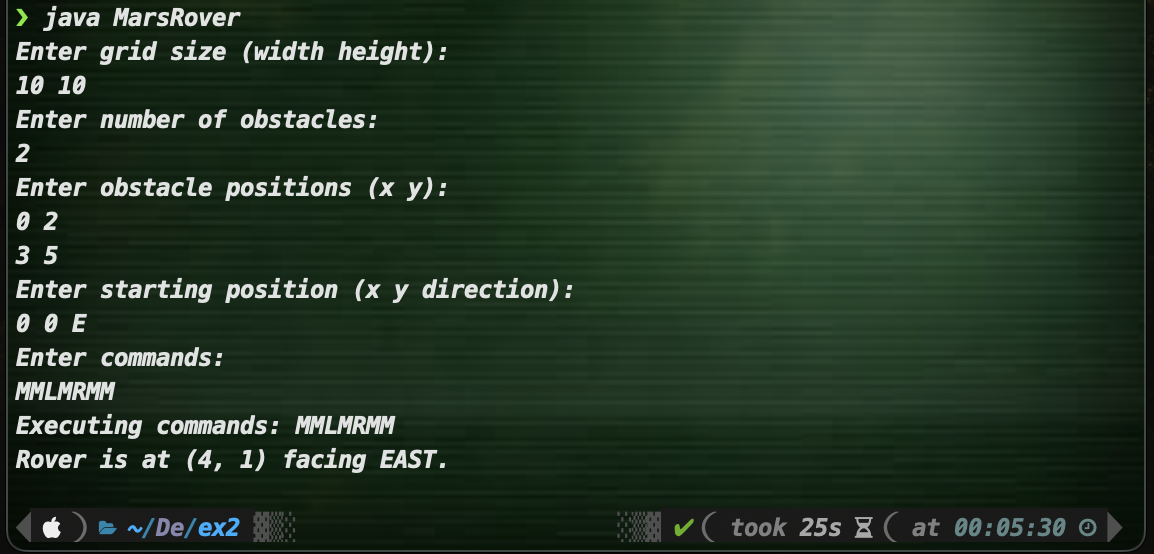 ❯ java MarsRover
Enter grid size (width height):
10 10
Enter number of obstacles:
2
Enter obstacle positions (x y):
0 2
3 5
Enter starting position (x y direction):
0 0 E
Enter commands:
MMLMRMM
Executing commands: MMLMRMM
Rover is at (4, 1) facing EAST.
~/De/ex2 ✔ took 25s at 00:05:30